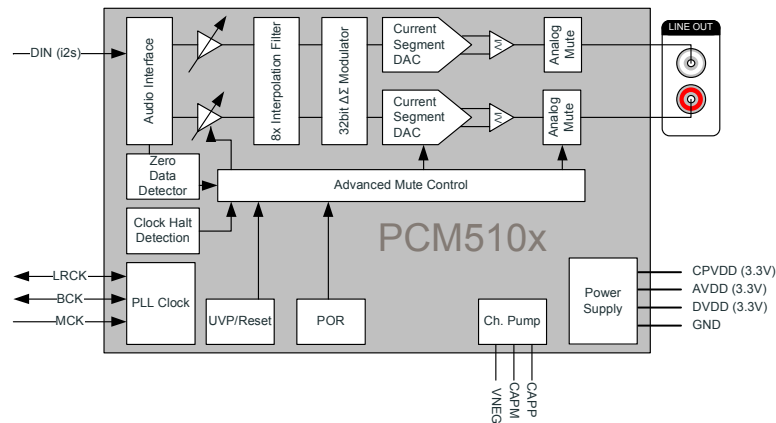 LINE OUT
DIN (i2s)
Audio Interface
8x Interpolation Filter
32bit ΔΣ Modulator
Current
Segment
DAC
Analog
Mute
Current
Segment
DAC
Analog
Mute
Zero
Data
Detector
Advanced Mute Control
Clock Halt
Detection
PCM510x
LRCK
BCK
MCK
PLL Clock
UVP/Reset
POR
Ch. Pump
Power
Supply
CPVDD (3.3V)
AVDD (3.3V)
DVDD (3.3V)
GND
VNEG
CAPM
CAPP